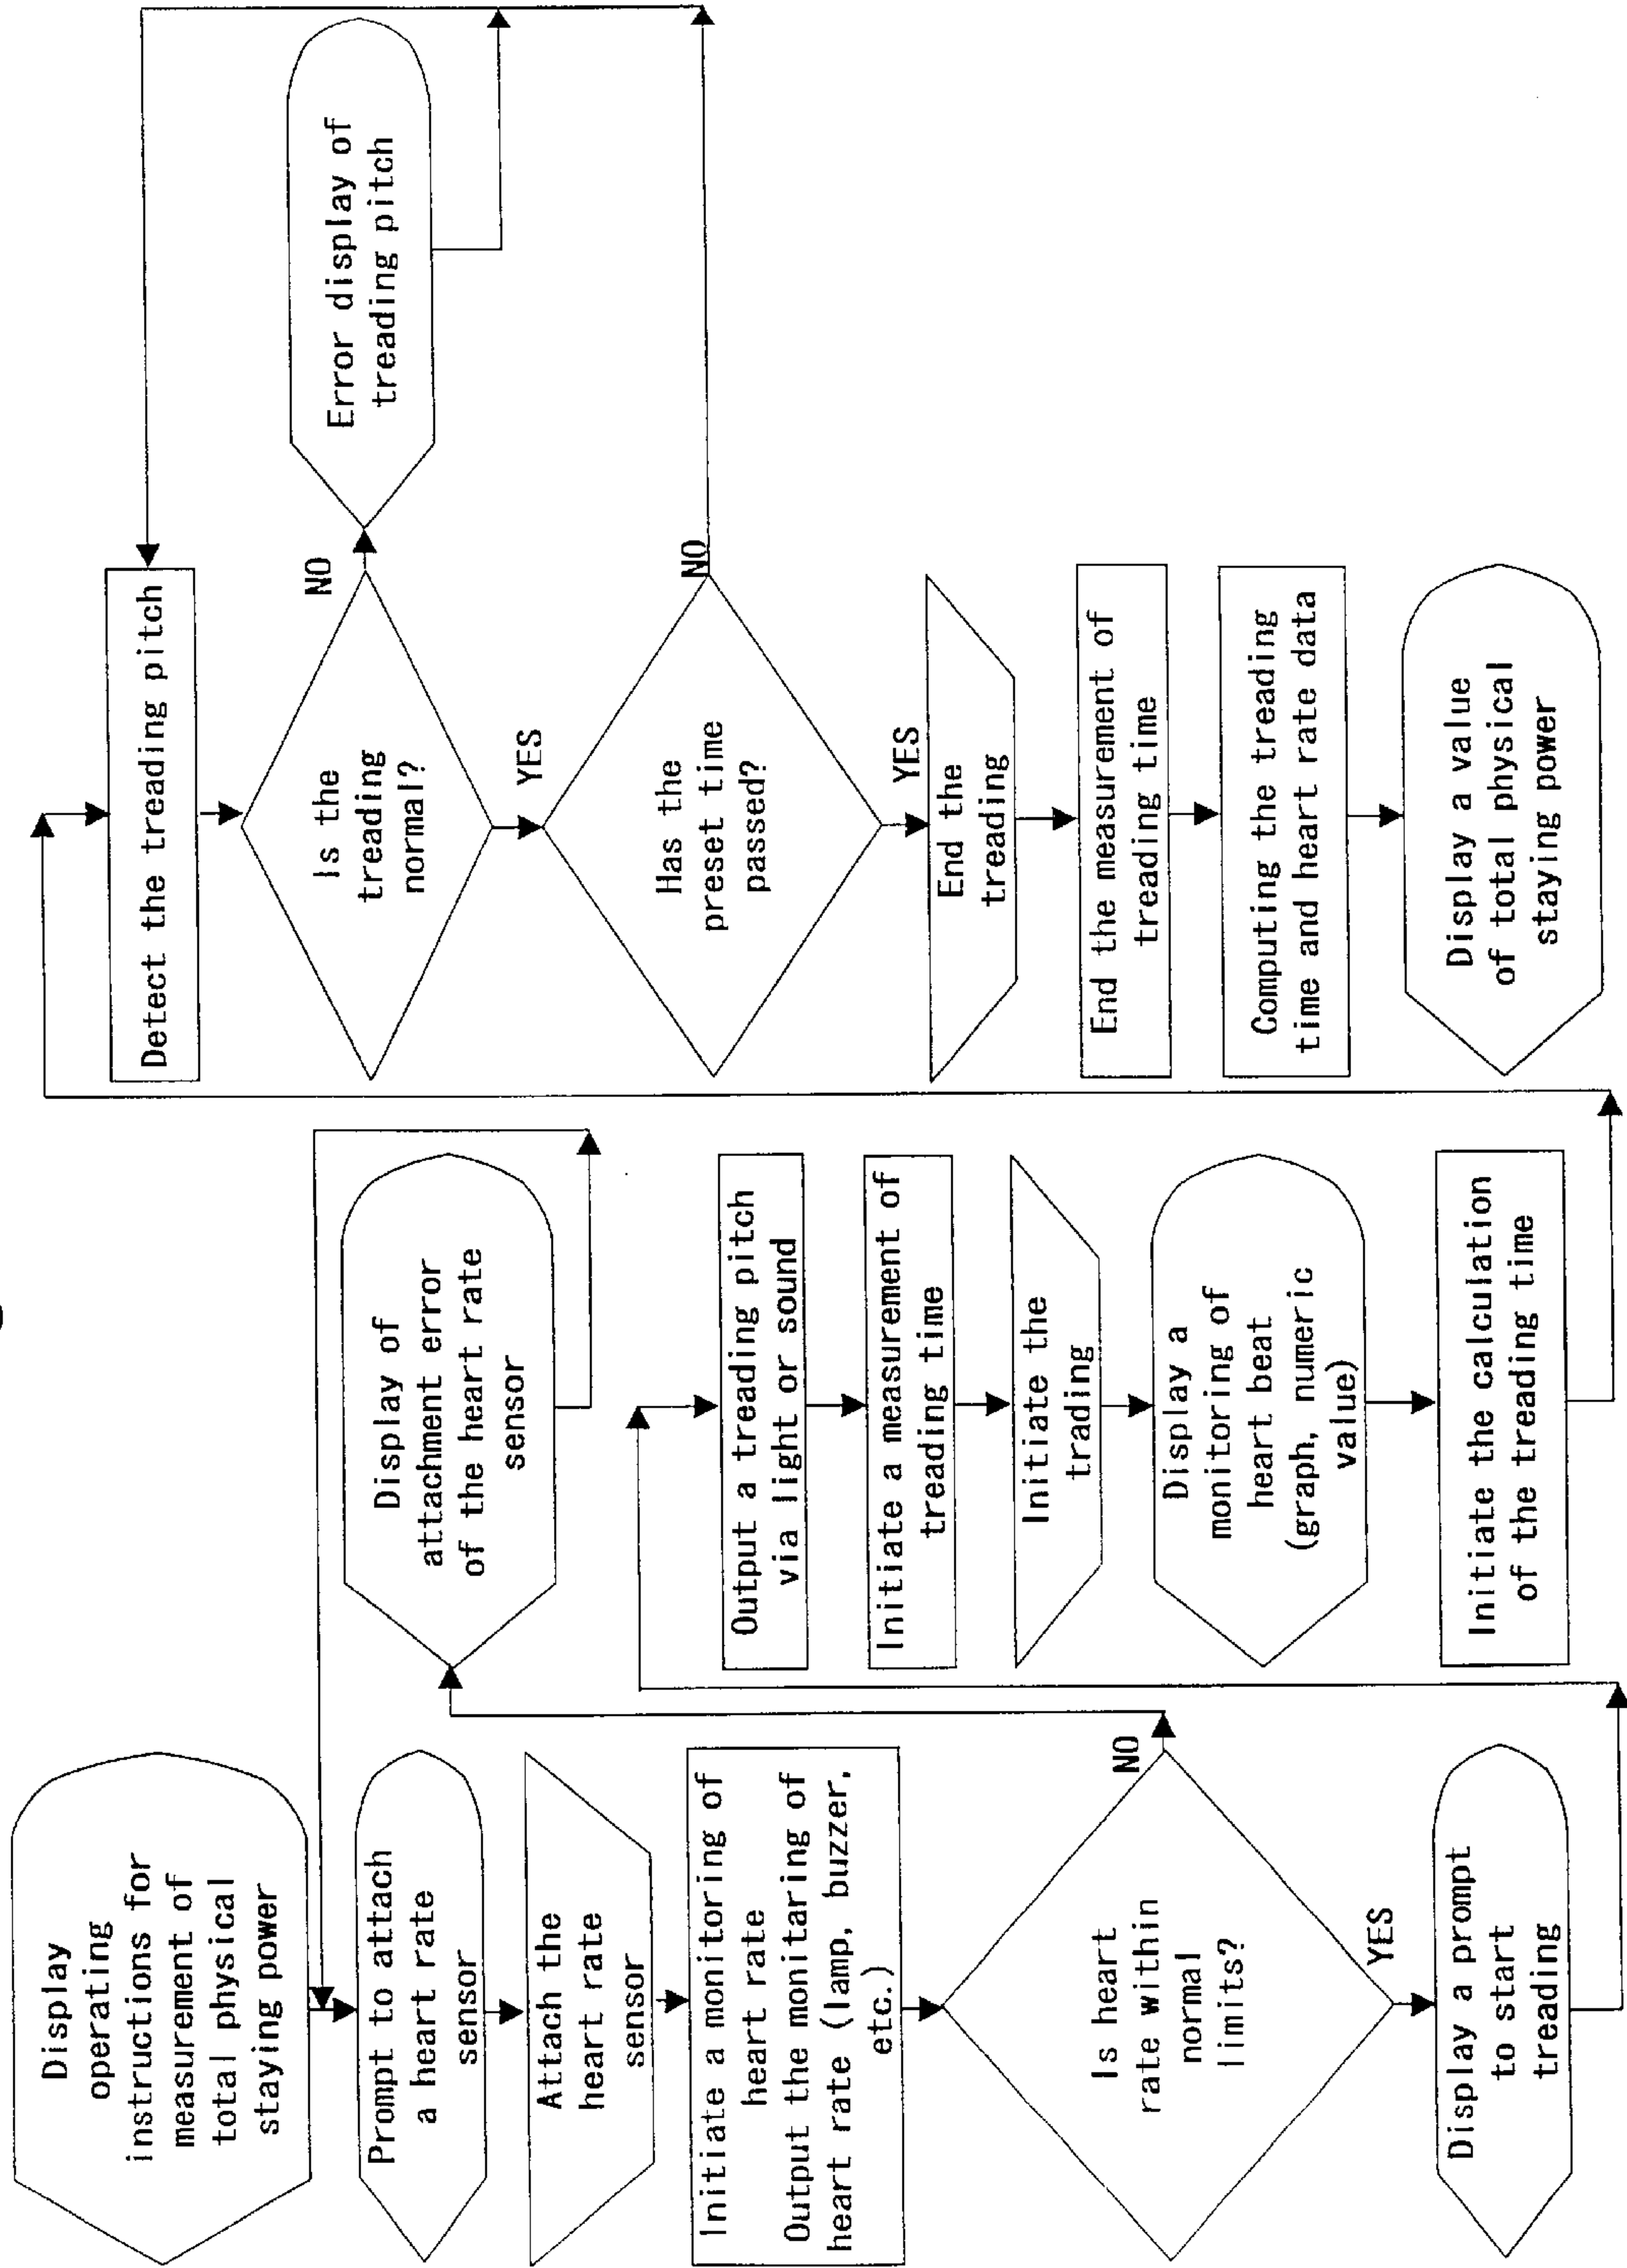 Display
operating
instructions for
measurement of
total physical
staying power
Prompt to attach
a heart rate
sensor
Attach the
heart rate
sensor
Initiate a monitoring of
heart rate
Output the monitaring of
heart rate (lamp, buzzer,
etc.)
Is heart
rate within
normal
limits?
NO
YES
Display a prompt
to start
treading
Display of
attachment error
of the heart rate
sensor
Output a treading pitch
via light or sound
Initiate a measurement of
treading time
Initiate the
trading
Display a
monitoring of
heart beat
(graph, numeric
value)
Initiate the calculation
of the treading time
Detect the treading pitch
Is the
treading
normal?
NO
Error display of
treading pitch
YES
Has the
preset time
passed?
NO
YES
End the
treading
End the measurement of
treading time
Computing the treading
time and heart rate data
Display a value
of total physical
staying power